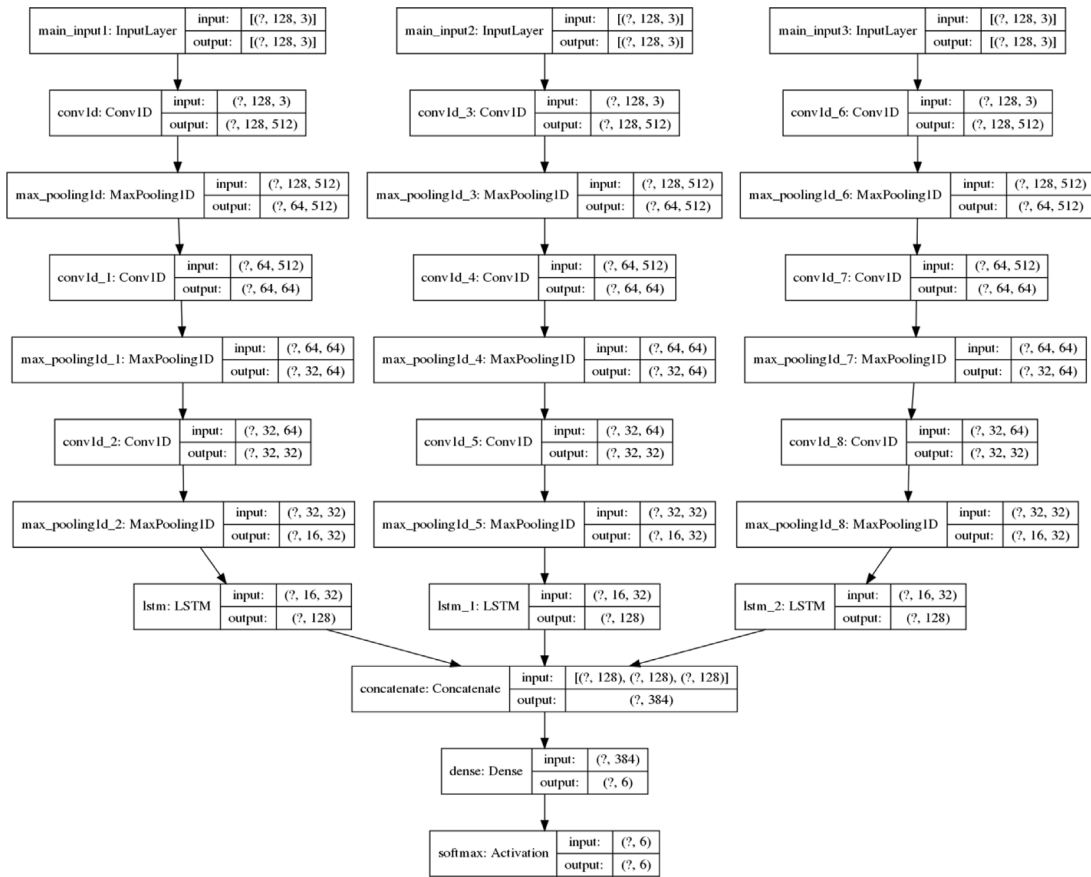 main_input1: InputLayer input: [(?, 128, 3)]
output: [(?, 128, 3)]
main_input2: InputLayer input: [(?, 128, 3)]
output: [(?, 128, 3)]
main_input3: InputLayer input: [(?, 128, 3)]
output: [(?, 128, 3)]
conv1d: Conv1D input: (?, 128, 3)
output: (?, 128, 512)
conv1d_3: Conv1D input: (?, 128, 3)
output: (?, 128, 512)
conv1d_6: Conv1D input: (?, 128, 3)
output: (?, 128, 512)
max_pooling1d: MaxPooling1D input: (?, 128, 512)
output: (?, 64, 512)
max_pooling1d_3: MaxPooling1D input: (?, 128, 512)
output: (?, 64, 512)
max_pooling1d_6: MaxPooling1D input: (?, 128, 512)
output: (?, 64, 512)
conv1d_1: Conv1D input: (?, 64, 512)
output: (?, 64, 64)
conv1d_4: Conv1D input: (?, 64, 512)
output: (?, 64, 64)
conv1d_7: Conv1D input: (?, 64, 512)
output: (?, 64, 64)
max_pooling1d_1: MaxPooling1D input: (?, 64, 64)
output: (?, 32, 64)
max_pooling1d_4: MaxPooling1D input: (?, 64, 64)
output: (?, 32, 64)
max_pooling1d_7: MaxPooling1D input: (?, 64, 64)
output: (?, 32, 64)
conv1d_2: Conv1D input: (?, 32, 64)
output: (?, 32, 32)
conv1d_5: Conv1D input: (?, 32, 64)
output: (?, 32, 32)
conv1d_8: Conv1D input: (?, 32, 64)
output: (?, 32, 32)
max_pooling1d_2: MaxPooling1D input: (?, 32, 32)
output: (?, 16, 32)
max_pooling1d_5: MaxPooling1D input: (?, 32, 32)
output: (?, 16, 32)
max_pooling1d_8: MaxPooling1D input: (?, 32, 32)
output: (?, 16, 32)
lstm: LSTM input: (?, 16, 32)
output: (?, 128)
lstm_1: LSTM input: (?, 16, 32)
output: (?, 128)
lstm_2: LSTM input: (?, 16, 32)
output: (?, 128)
concatenate: Concatenate input: [(?, 128), (?, 128), (?, 128)]
output: (?, 384)
dense: Dense input: (?, 384)
output: (?, 6)
softmax: Activation input: (?, 6)
output: (?, 6)